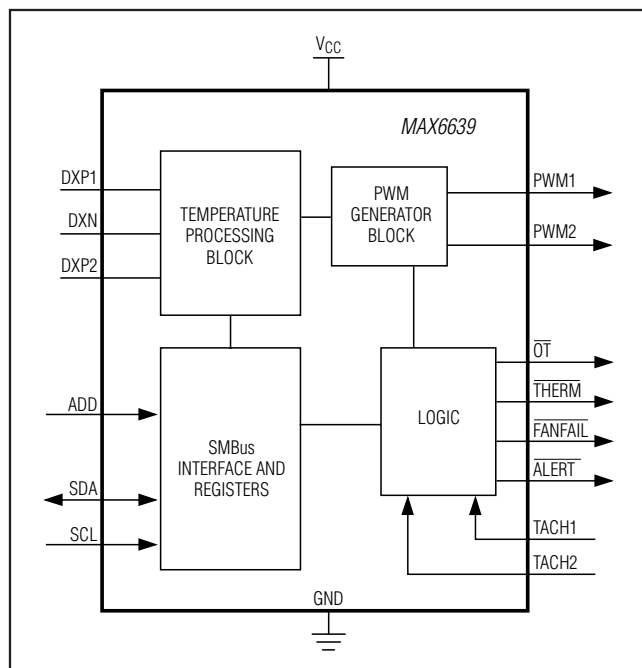 VCC
MAX6639
DXP1
DXN
DXP2
TEMPERATURE
PROCESSING
BLOCK
PWM
GENERATOR
BLOCK
PWM1
PWM2
ADD
SDA
SCL
SMBus
INTERFACE AND
REGISTERS
LOGIC
OT
THERM
FANFAIL
ALERT
TACH1
TACH2
GND